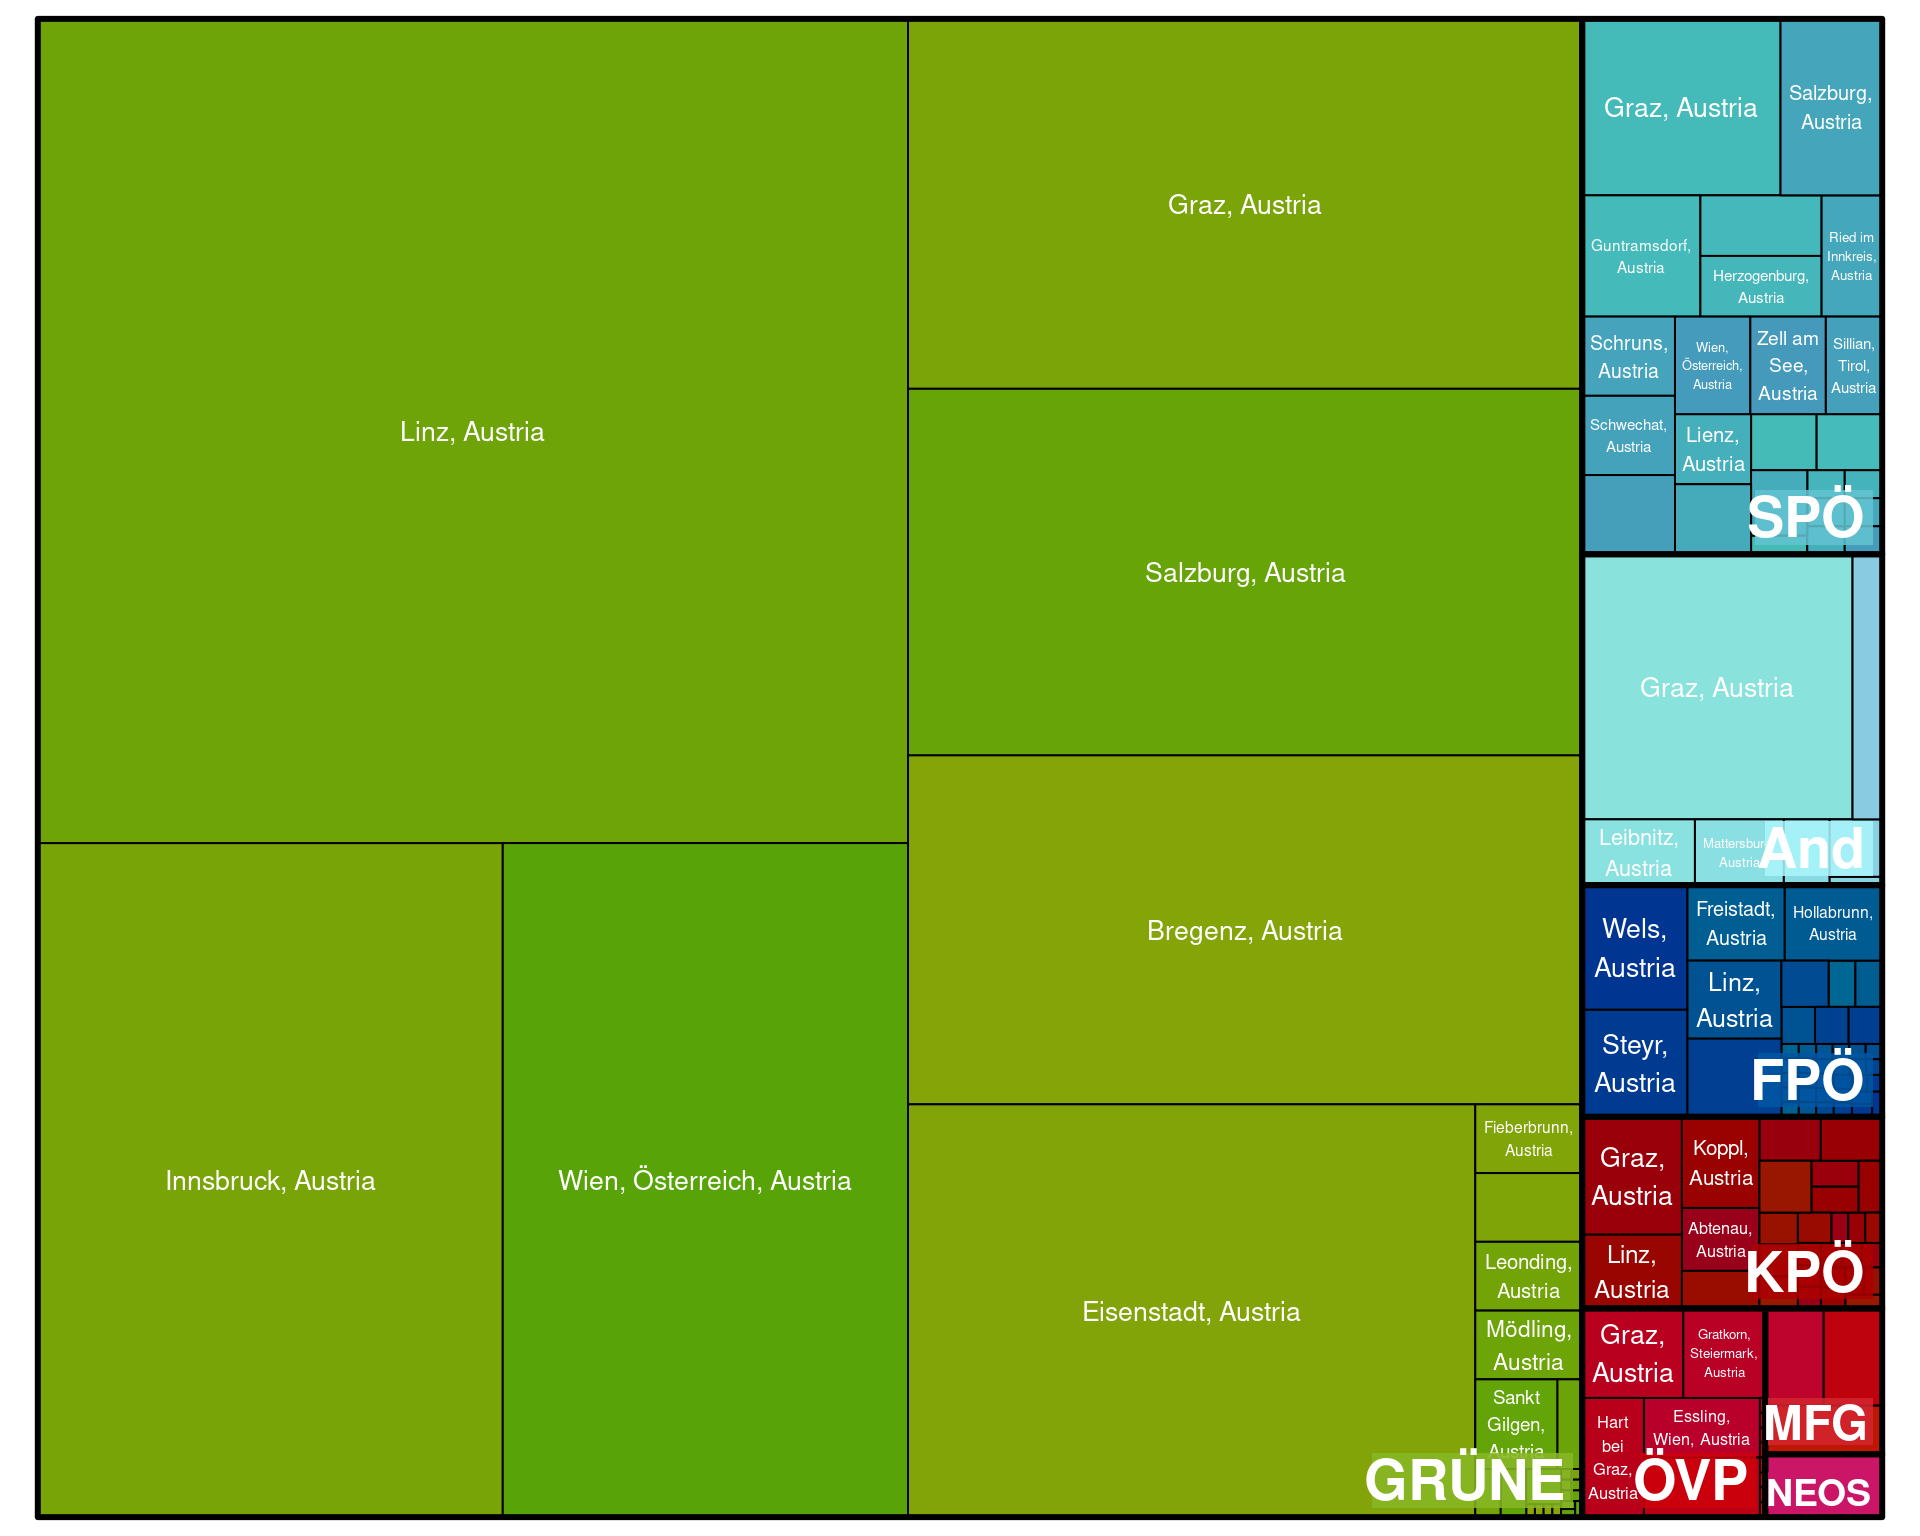 Linz, Austria
Innsbruck, Austria
Wien, Österreich, Austria
Graz, Austria
Salzburg, Austria
Bregenz, Austria
Eisenstadt, Austria
Fieberbrunn,
Austria
Leonding,
Austria
Mödling,
Austria
Sankt
Gilgen,
Austria
GRÜNE
Graz, Austria
Salzburg,
Austria
Guntramsdorf,
Austria
Herzogenburg,
Austria
Ried im
Innkreis,
Austria
Schruns,
Austria
Wien,
Österreich,
Austria
Zell am
See,
Austria
Sillian,
Tirol,
Austria
Schwechat,
Austria
Lienz,
Austria
SPÖ
Graz, Austria
Leibnitz,
Austria
Austria
And
Wels,
Austria
Freistadt,
Austria
Hollabrunn,
Austria
Linz,
Austria
Steyr,
Austria
FPÖ
Graz,
Austria
Koppl,
Austria
Abtenau,
Austria
Linz,
Austria
KPÖ
Graz,
Austria
Gratkorn,
Steiermark,
Austria
Hart
bei
Graz,
Austria
Essling,
Wien, Austria
ÖVP
MFG
NEOS